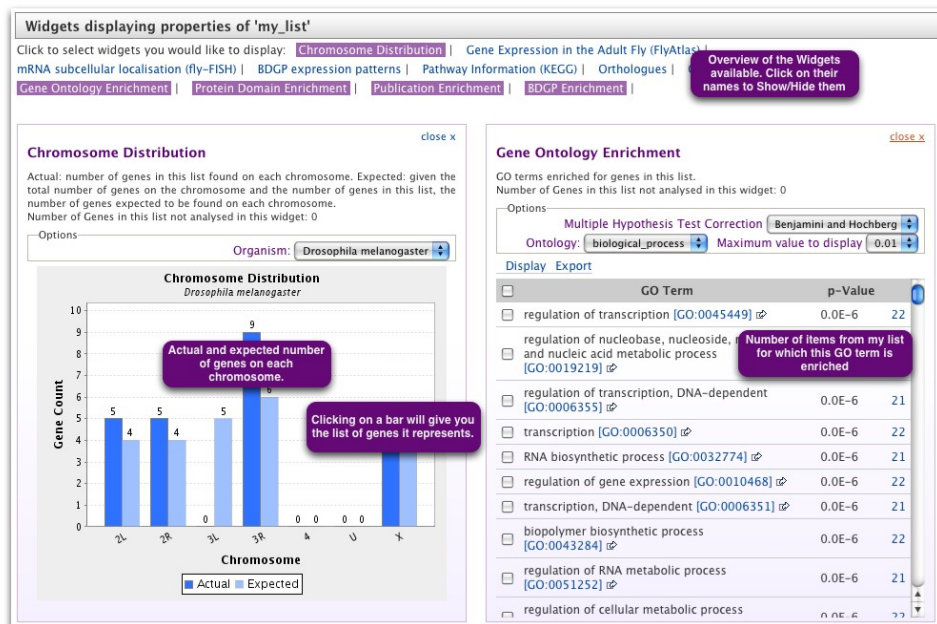 Widgets displaying properties of 'my_list'
Click to select widgets you would like to display: Chromosome Distribution | Gene Expression in the Adult Fly (FlyAtlas) |
mRNA subcellular localisation (fly-FISH) | BDGP expression patterns | Pathway Information (KEGG) | Orthologues |
Gene Ontology Enrichment | Protein Domain Enrichment | Publication Enrichment | BDGP Enrichment |
Overview of the Widgets
available. Click on their
names to Show/Hide them
close x
Chromosome Distribution
Actual: number of genes in this list found on each chromosome. Expected: given the
total number of genes on the chromosome and the number of genes in this list, the
number of genes expected to be found on each chromosome.
Number of Genes in this list not analysed in this widget: 0
Options
Organism: Drosophila melanogaster
Chromosome Distribution
Drosophila melanogaster
Gene Count
10
9
8
7
6
5
4
3
2
1
0
5 4
5 4
0 5
9 6
0 0
0 0
Actual and expected number
of genes on each
chromosome.
Clicking on a bar will give you
the list of genes it represents.
2L 2R 3L 3R 4 U X
Chromosome
Actual Expected
close x
Gene Ontology Enrichment
GO terms enriched for genes in this list.
Number of Genes in this list not analysed in this widget: 0
Options
Multiple Hypothesis Test Correction Benjamini and Hochberg
Ontology: biological_process Maximum value to display 0.01
Display Export
GO Term p-Value
regulation of transcription [GO:0045449] 0.0E-6 22
regulation of nucleobase, nucleoside,
and nucleic acid metabolic process
[GO:0019219]
Number of items from my list
for which this GO term is
enriched
regulation of transcription, DNA-dependent
[GO:0006355] 0.0E-6 21
transcription [GO:0006350] 0.0E-6 22
RNA biosynthetic process [GO:0032774] 0.0E-6 21
regulation of gene expression [GO:0010468] 0.0E-6 22
transcription, DNA-dependent [GO:0006351] 0.0E-6 21
biopolymer biosynthetic process
[GO:0043284] 0.0E-6 22
regulation of RNA metabolic process
[GO:0051252] 0.0E-6 21
regulation of cellular metabolic process 0.0E-6 22